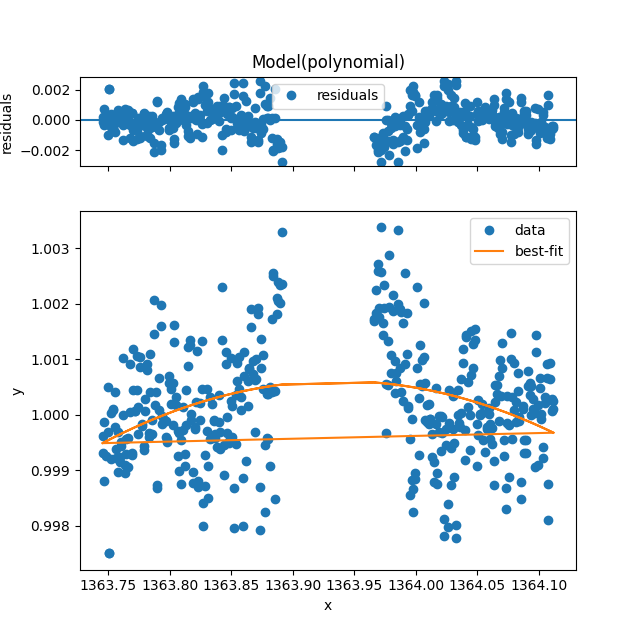 Model(polynomial)
residuals
0.002
0.000
−0.002
residuals
data
best-fit
y
1.003
1.002
1.001
1.000
0.999
0.998
1363.75 1363.80 1363.85 1363.90 1363.95 1364.00 1364.05 1364.10
x